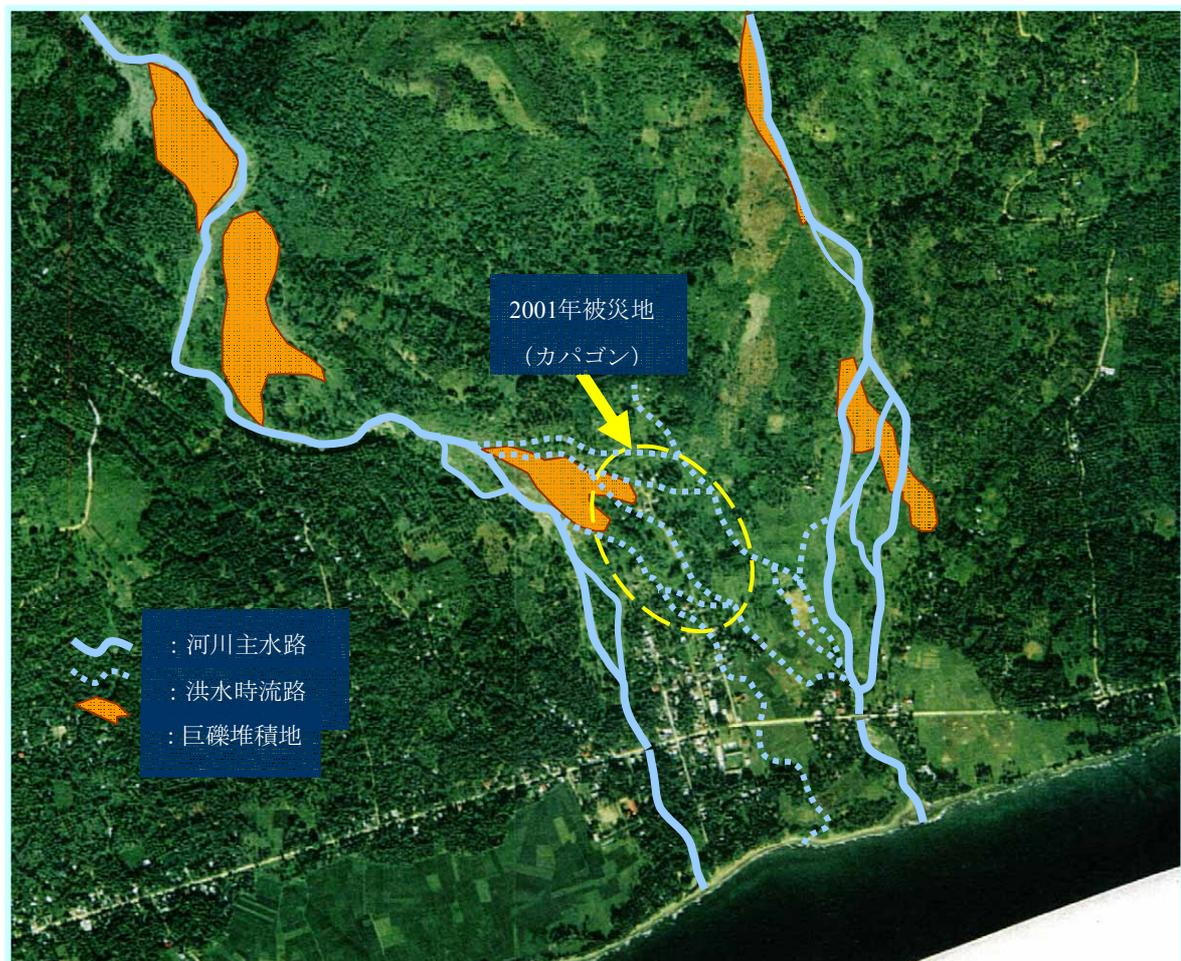 2001年被災地
（カパゴン）
：河川主水路
：洪水時流路
：巨礫堆積地